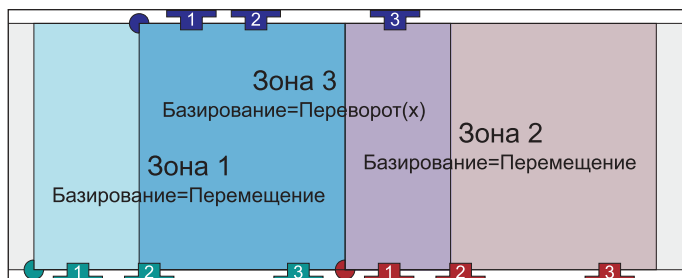 1 2 3
Зона 3
Базирование=Переворот(x)
Зона 2
Базирование=Перемещение
Зона 1
Базирование=Перемещение
1 2 3 1 2 3